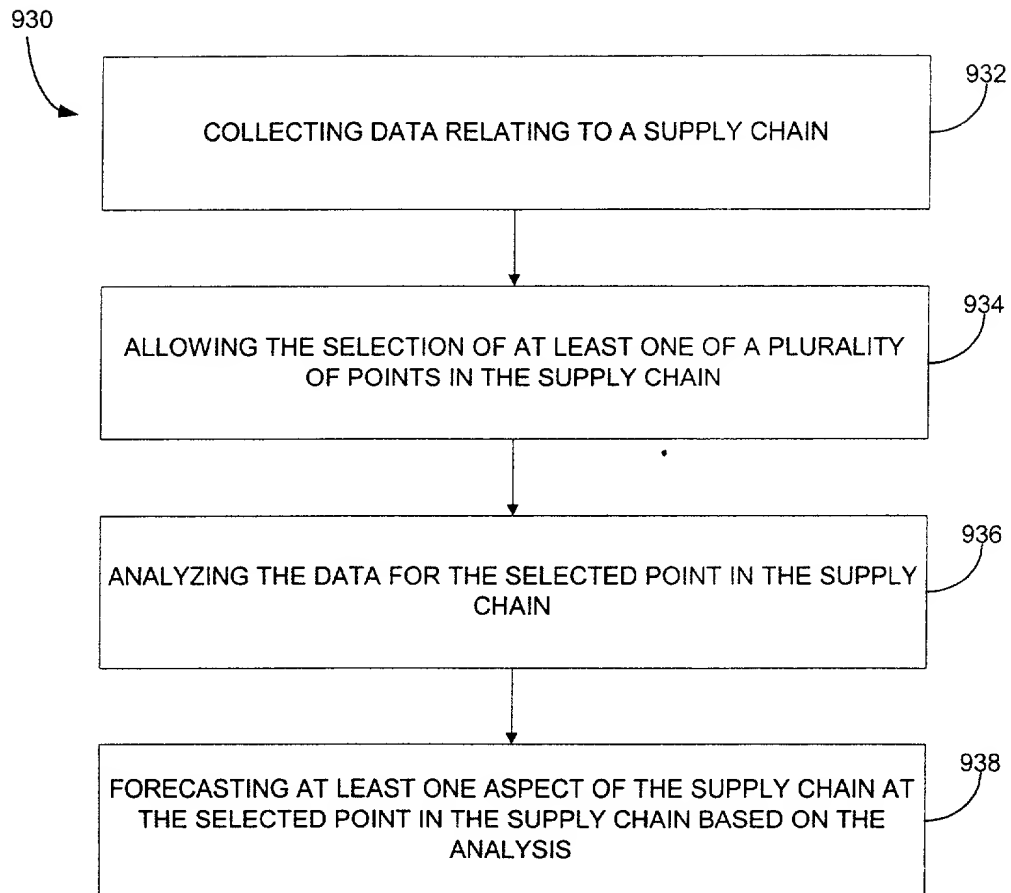 930
932
COLLECTING DATA RELATING TO A SUPPLY CHAIN
934
ALLOWING THE SELECTION OF AT LEAST ONE OF A PLURALITY
OF POINTS IN THE SUPPLY CHAIN
936
ANALYZING THE DATA FOR THE SELECTED POINT IN THE SUPPLY
CHAIN
938
FORECASTING AT LEAST ONE ASPECT OF THE SUPPLY CHAIN AT
THE SELECTED POINT IN THE SUPPLY CHAIN BASED ON THE
ANALYSIS